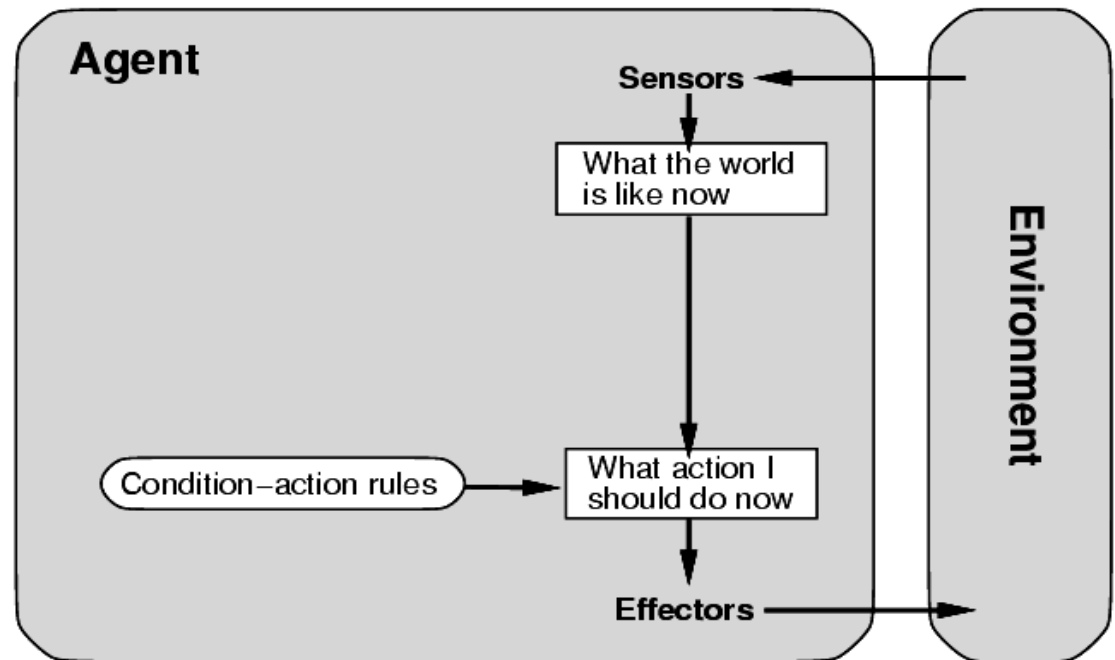 Agent
Sensors
What the world
is like now
Environment
Condition−action rules
What action I
should do now
Effectors